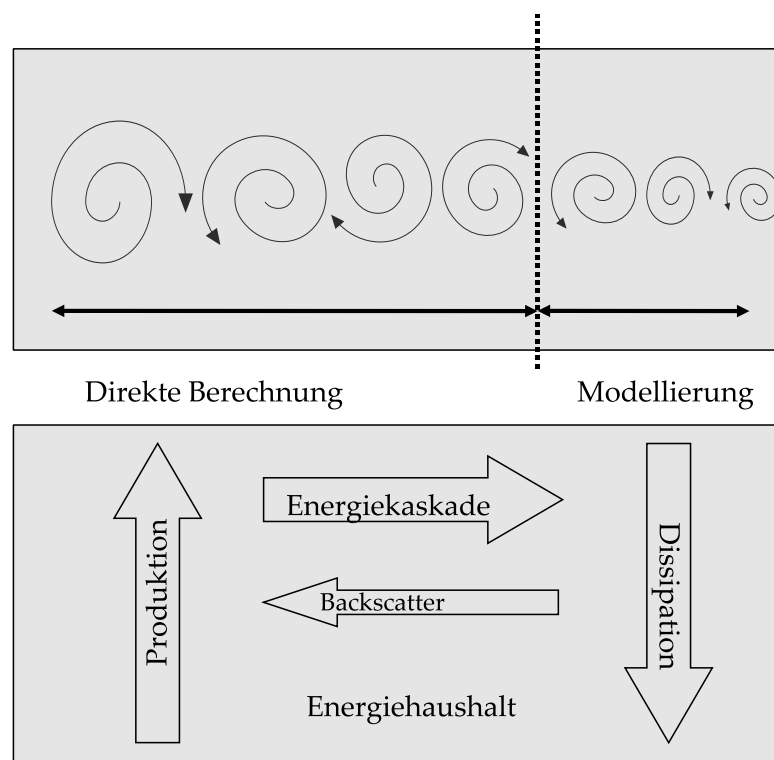 Direkte Berechnung
Modellierung
Produktion
Energiekaskade
Backscatter
Dissipation
Energiehaushalt